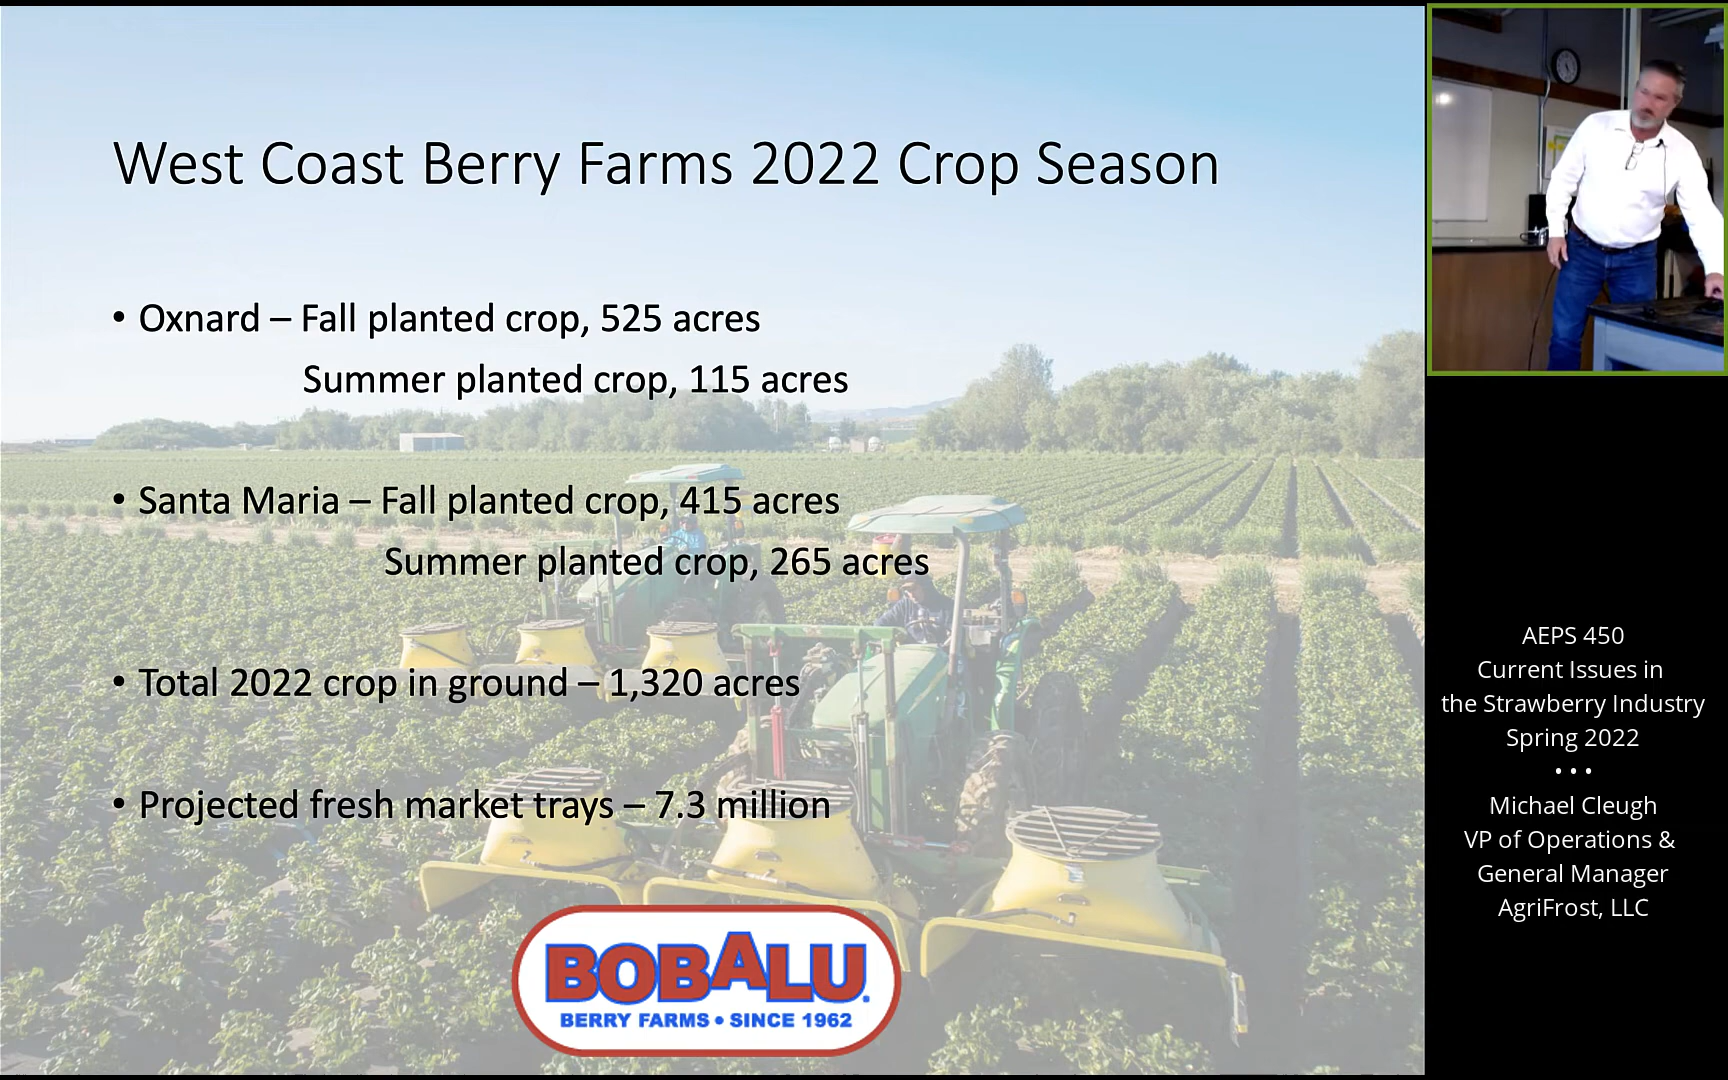 West Coast Berry Farms 2022 Crop Season
• Oxnard – Fall planted crop, 525 acres
Summer planted crop, 115 acres
• Santa Maria – Fall planted crop, 415 acres
Summer planted crop, 265 acres
• Total 2022 crop in ground – 1,320 acres
• Projected fresh market trays – 7.3 million
BOBALU.
BERRY FARMS • SINCE 1962
AEPS 450
Current Issues in
the Strawberry Industry
Spring 2022
• • •
Michael Cleugh
VP of Operations &
General Manager
AgriFrost, LLC